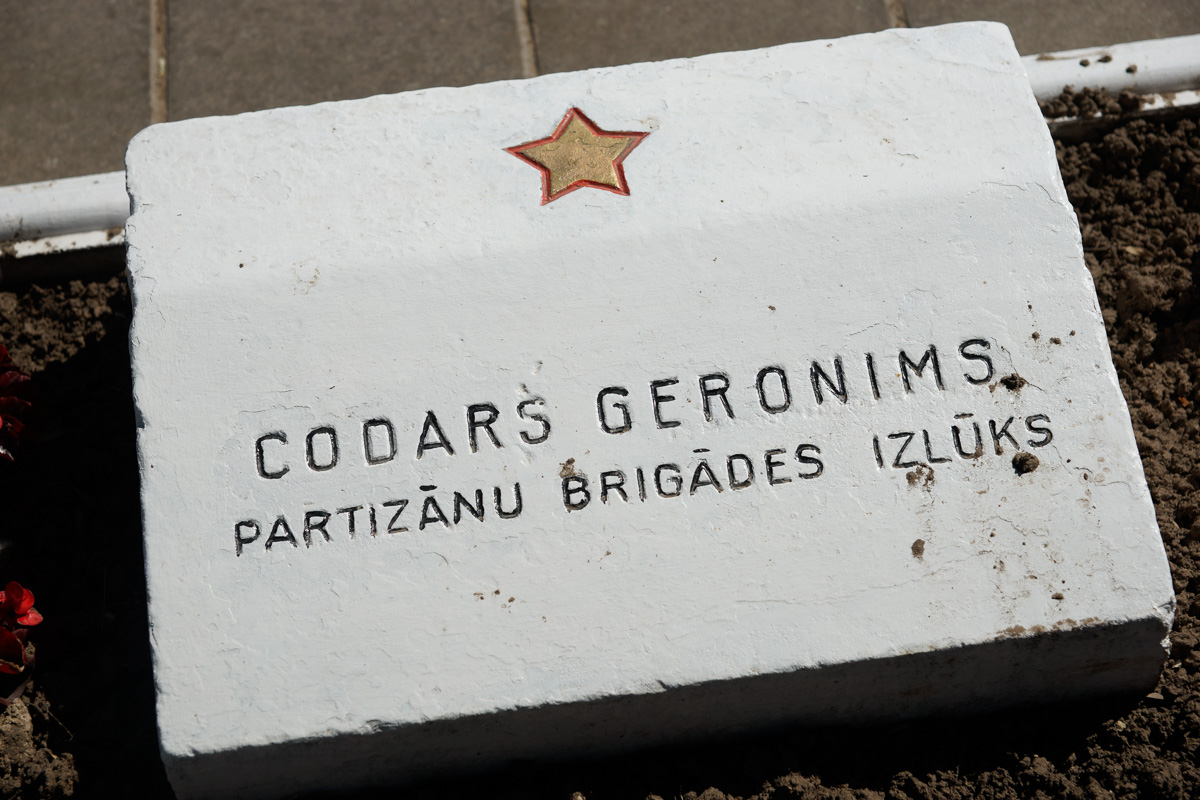 CODARS GERONIMS
PARTIZĀNU BRIGĀDES IZLŪKS